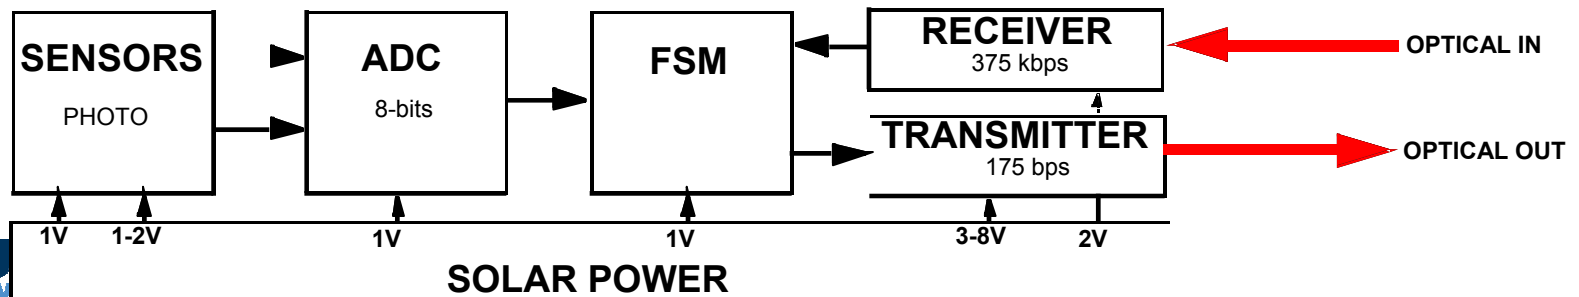 SENSORS
PHOTO
ADC
8-bits
FSM
RECEIVER
375 kbps
OPTICAL IN
TRANSMITTER
175 bps
OPTICAL OUT
1V
1-2V
1V
1V
3-8V
2V
SOLAR POWER